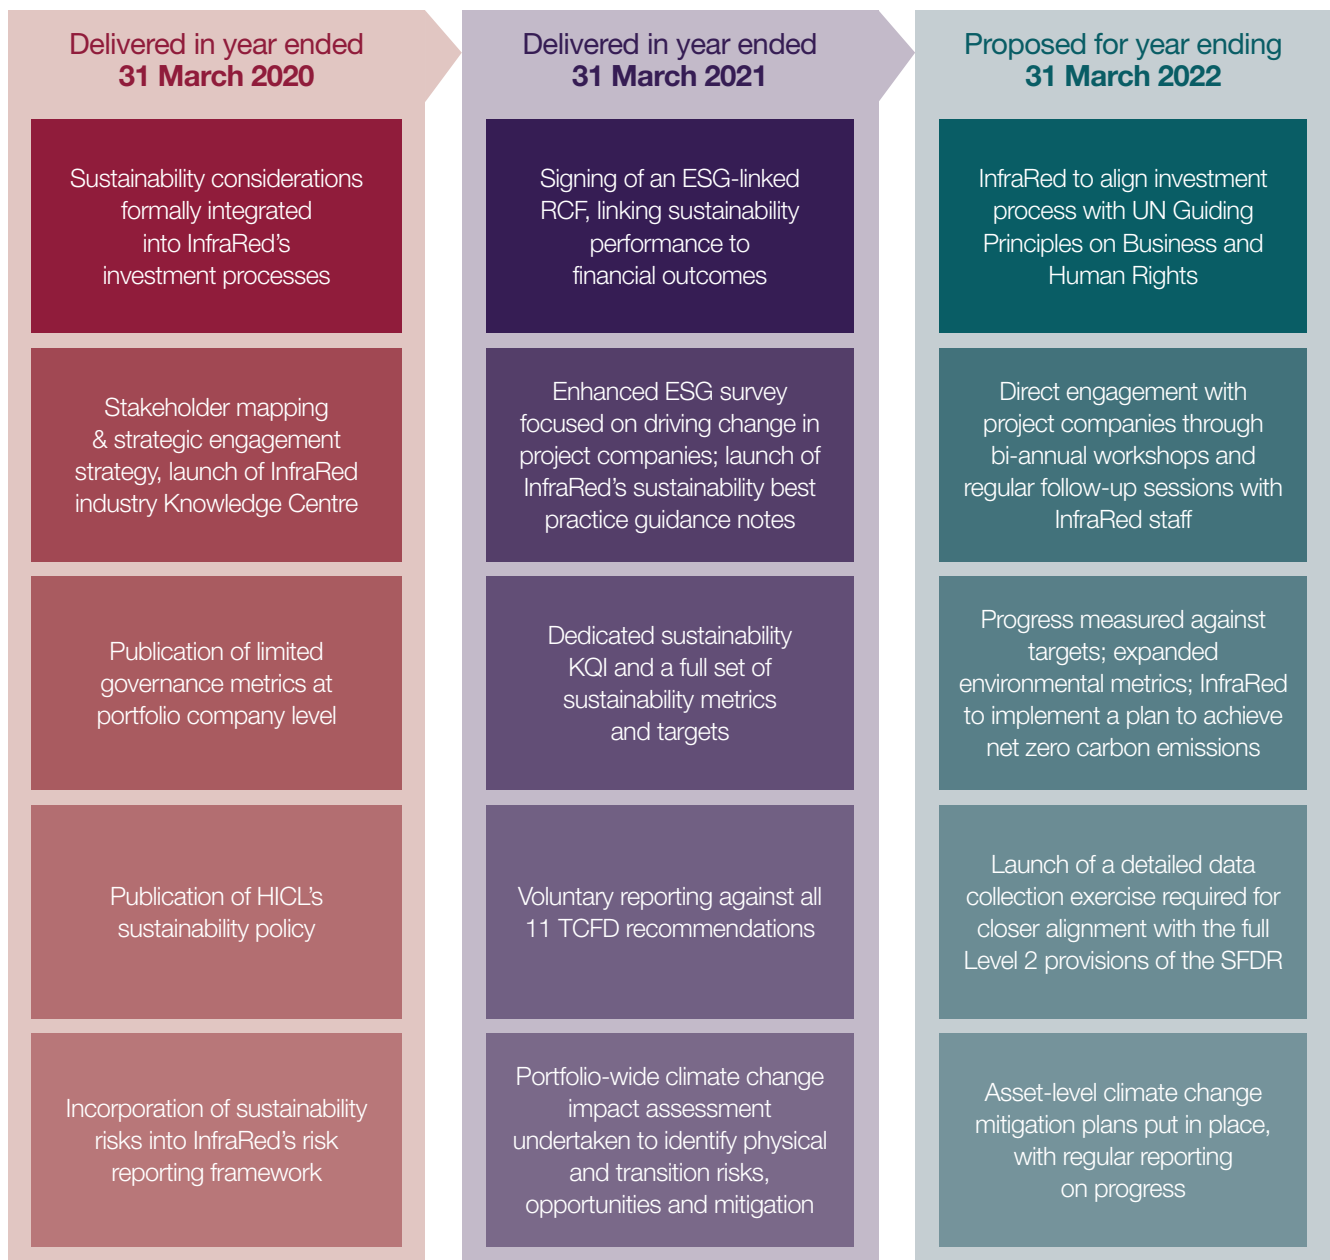 Delivered in year ended
31 March 2020
Sustainability considerations
formally integrated
into InfraRed’s
investment processes
Stakeholder mapping
& strategic engagement
strategy, launch of InfraRed
industry Knowledge Centre
Publication of limited
governance metrics at
portfolio company level
Publication of HICL’s
sustainability policy
Incorporation of sustainability
risks into InfraRed’s risk
reporting framework
Delivered in year ended
31 March 2021
Signing of an ESG-linked
RCF, linking sustainability
performance to
financial outcomes
Enhanced ESG survey
focused on driving change in
project companies; launch of
InfraRed’s sustainability best
practice guidance notes
Dedicated sustainability
KQI and a full set of
sustainability metrics
and targets
Voluntary reporting against all
11 TCFD recommendations
Portfolio-wide climate change
impact assessment
undertaken to identify physical
and transition risks,
opportunities and mitigation
Proposed for year ending
31 March 2022
InfraRed to align investment
process with UN Guiding
Principles on Business and
Human Rights
Direct engagement with
project companies through
bi-annual workshops and
regular follow-up sessions with
InfraRed staff
Progress measured against
targets; expanded
environmental metrics; InfraRed
to implement a plan to achieve
net zero carbon emissions
Launch of a detailed data
collection exercise required for
closer alignment with the full
Level 2 provisions of the SFDR
Asset-level climate change
mitigation plans put in place,
with regular reporting
on progress